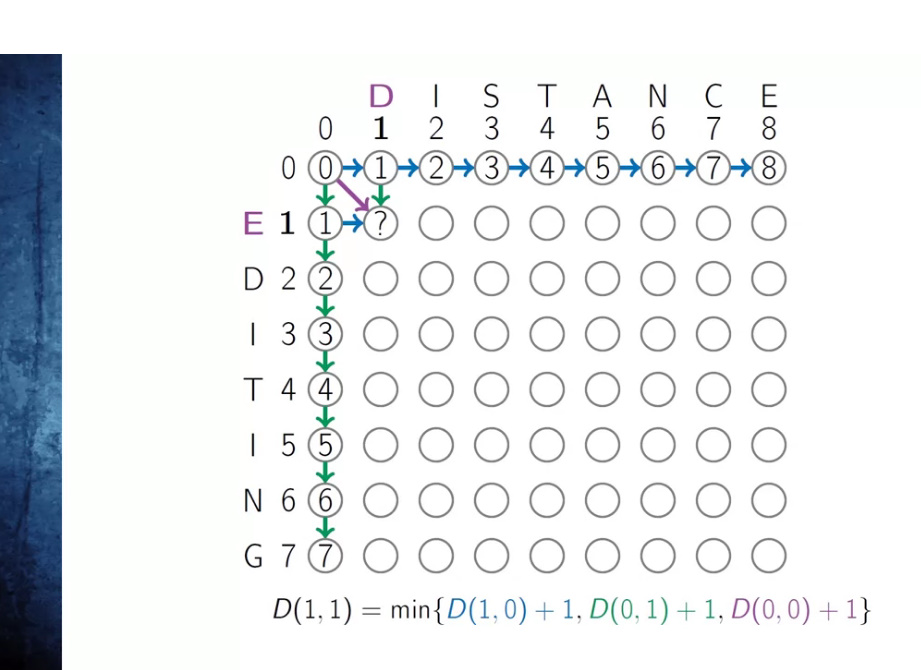 D I S T A N C E
0 1 2 3 4 5 6 7 8
0 0 1 2 3 4 5 6 7 8
E 1 1 ?
D 2 2
I 3 3
T 4 4
I 5 5
N 6 6
G 7 7
D(1, 1) = min{D(1, 0) + 1, D(0, 1) + 1, D(0, 0) + 1}